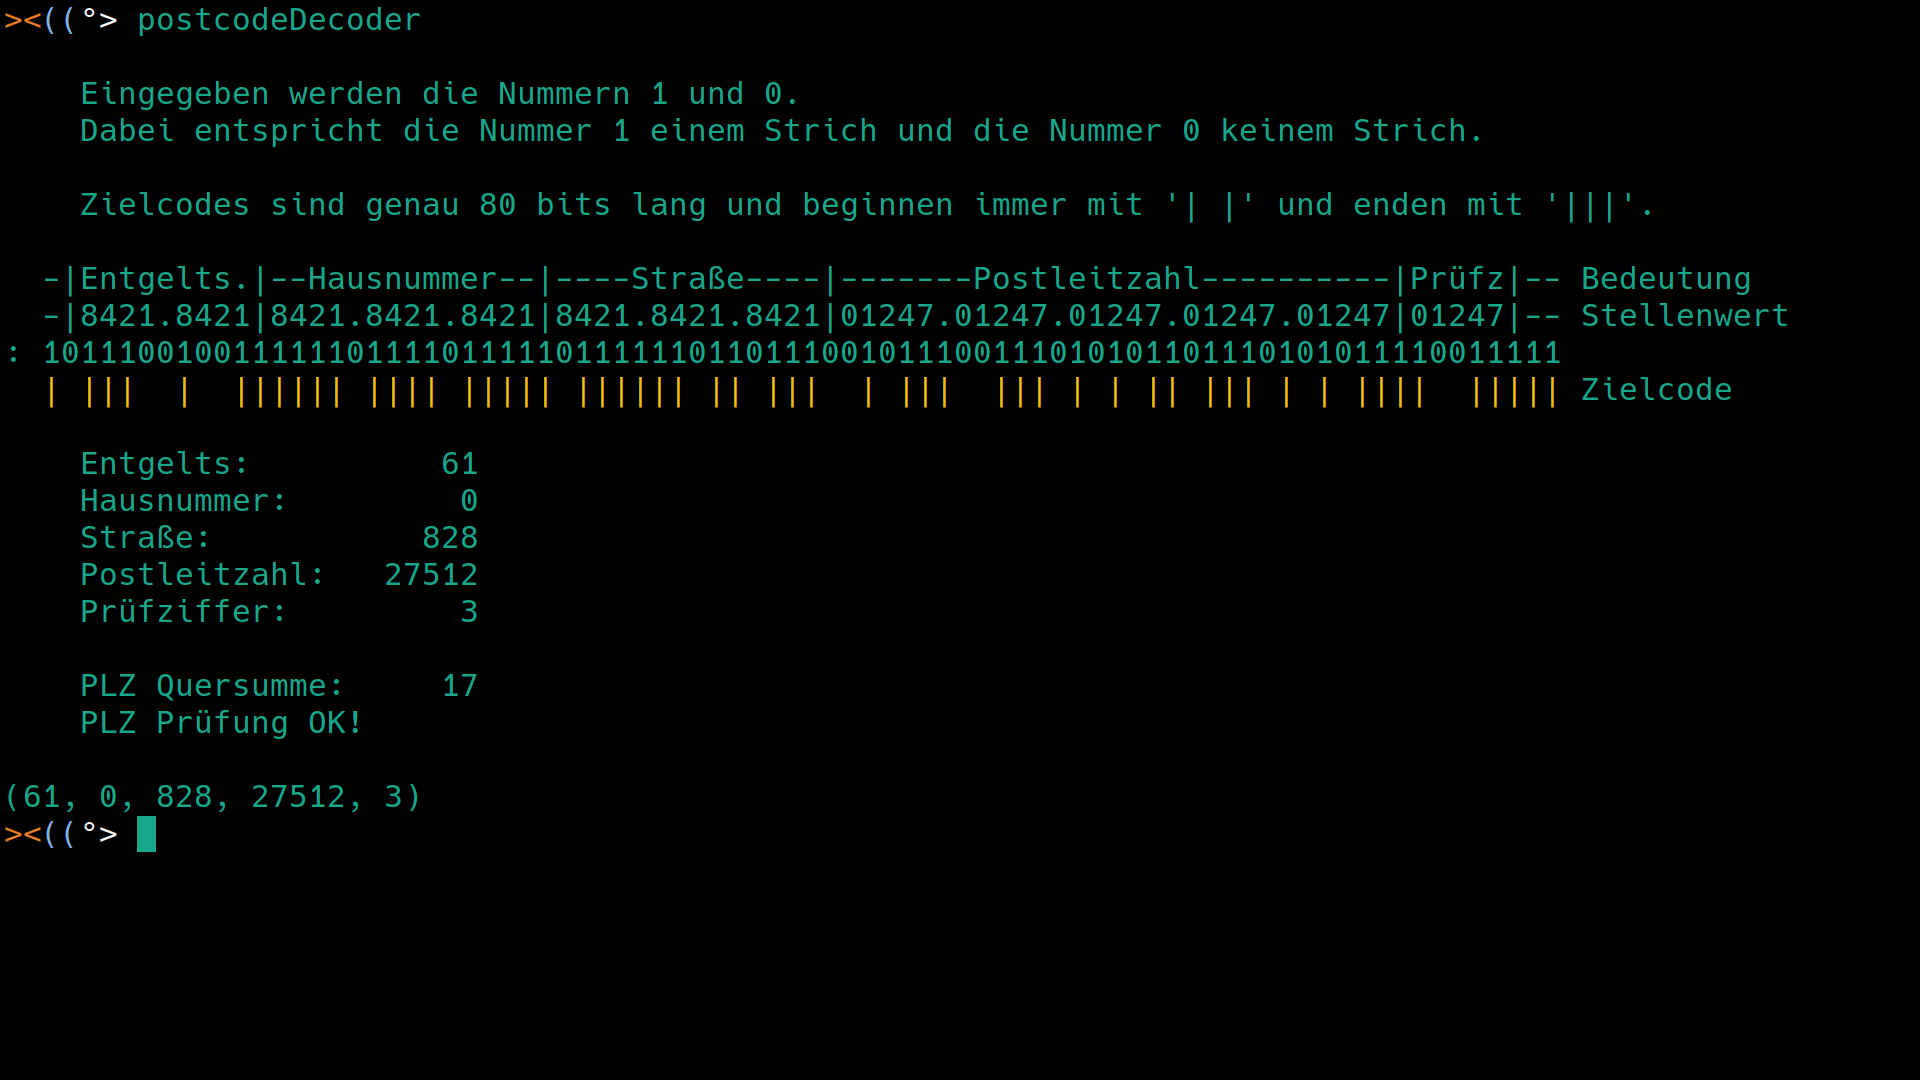 ><((°> postcodeDecoder
Eingegeben werden die Nummern 1 und 0.
Dabei entspricht die Nummer 1 einem Strich und die Nummer 0 keinem Strich.
Zielcodes sind genau 80 bits lang und beginnen immer mit '| |' und enden mit '|||'.
-|Entgelts.|--Hausnummer--|----Straße----|-------Postleitzahl----------|Prüfz|-- Bedeutung
-|8421.8421|8421.8421.8421|8421.8421.8421|01247.01247.01247.01247.01247|01247|-- Stellenwert
: 10111001001111110111101111101111110110111001011100111010101101110101011110011111
| |||  |  |||||| |||| ||||| |||||| || |||  | |||  ||| | | || ||| | | ||||  ||||| Zielcode
Entgelts: 61
Hausnummer: 0
Straße: 828
Postleitzahl: 27512
Prüfziffer: 3
PLZ Quersumme: 17
PLZ Prüfung OK!
(61, 0, 828, 27512, 3)
><((°>